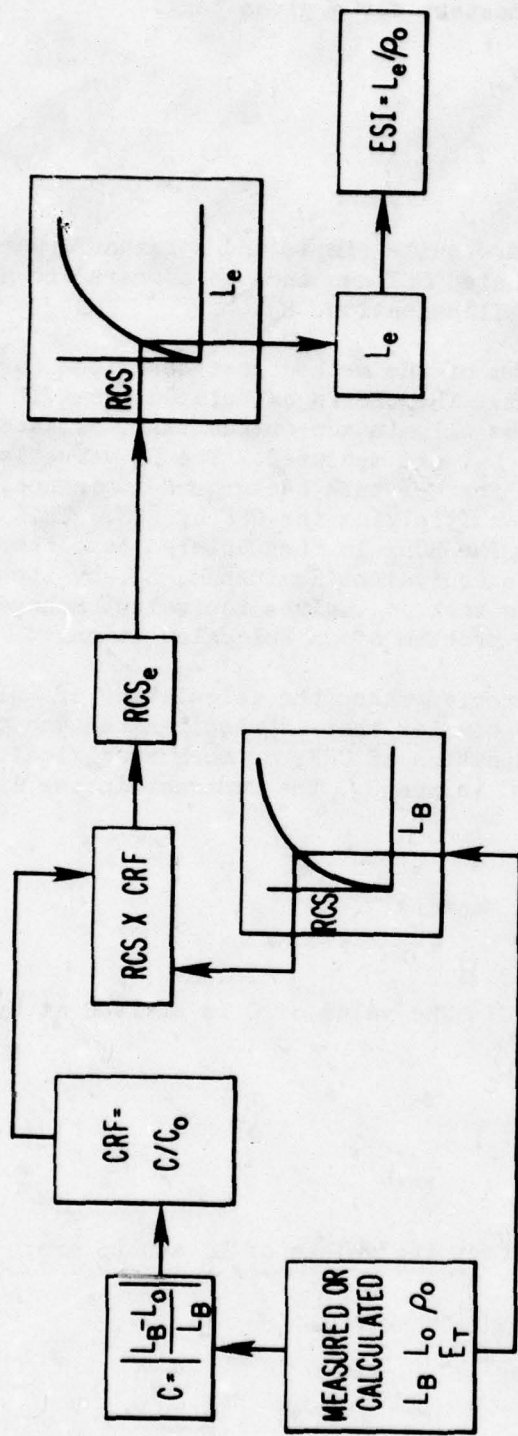 MEASURED OR
CALCULATED
L_B L_O ρ_O
E_T
C = |L_B - L_O / L_B|
CRF=
C/C_O
RCS X CRF
RCS
L_B
RCS_e
RCS
L_e
L_e
ESI = L_e/ρ_O